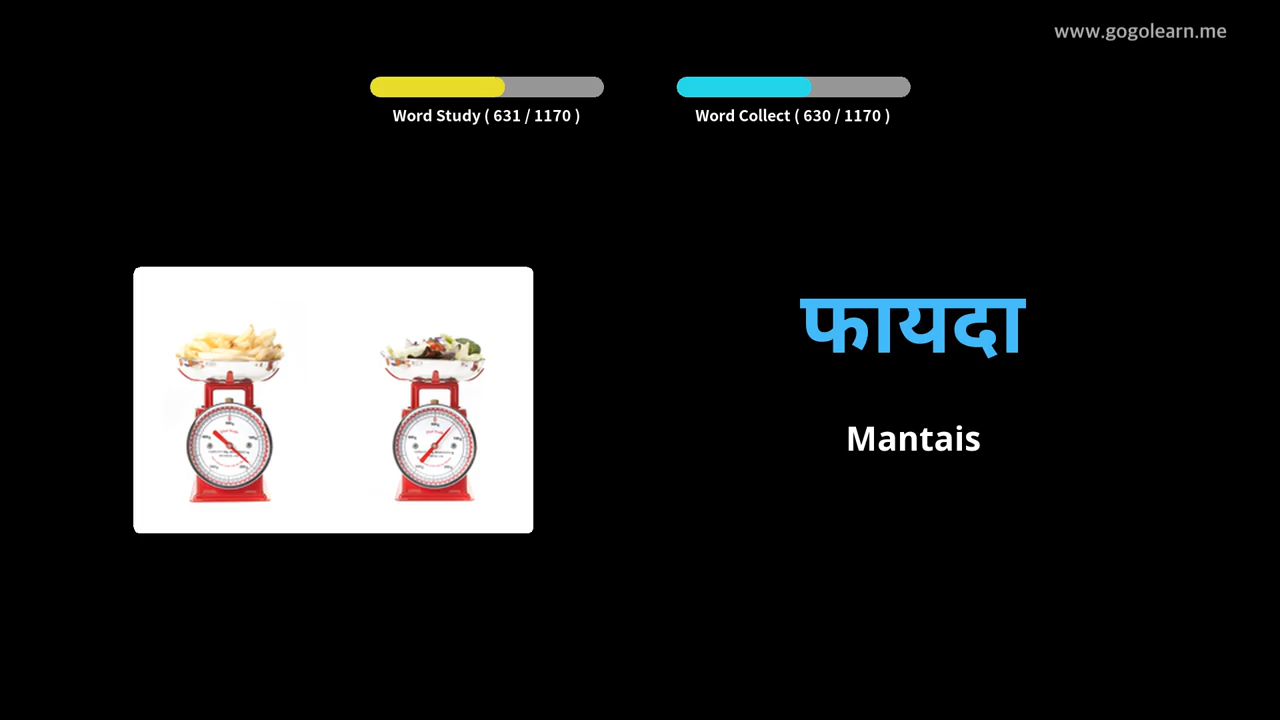 www.gogolearn.me
Word Study ( 631 / 1170 )
Word Collect ( 630 / 1170 )
फायदा
Mantais